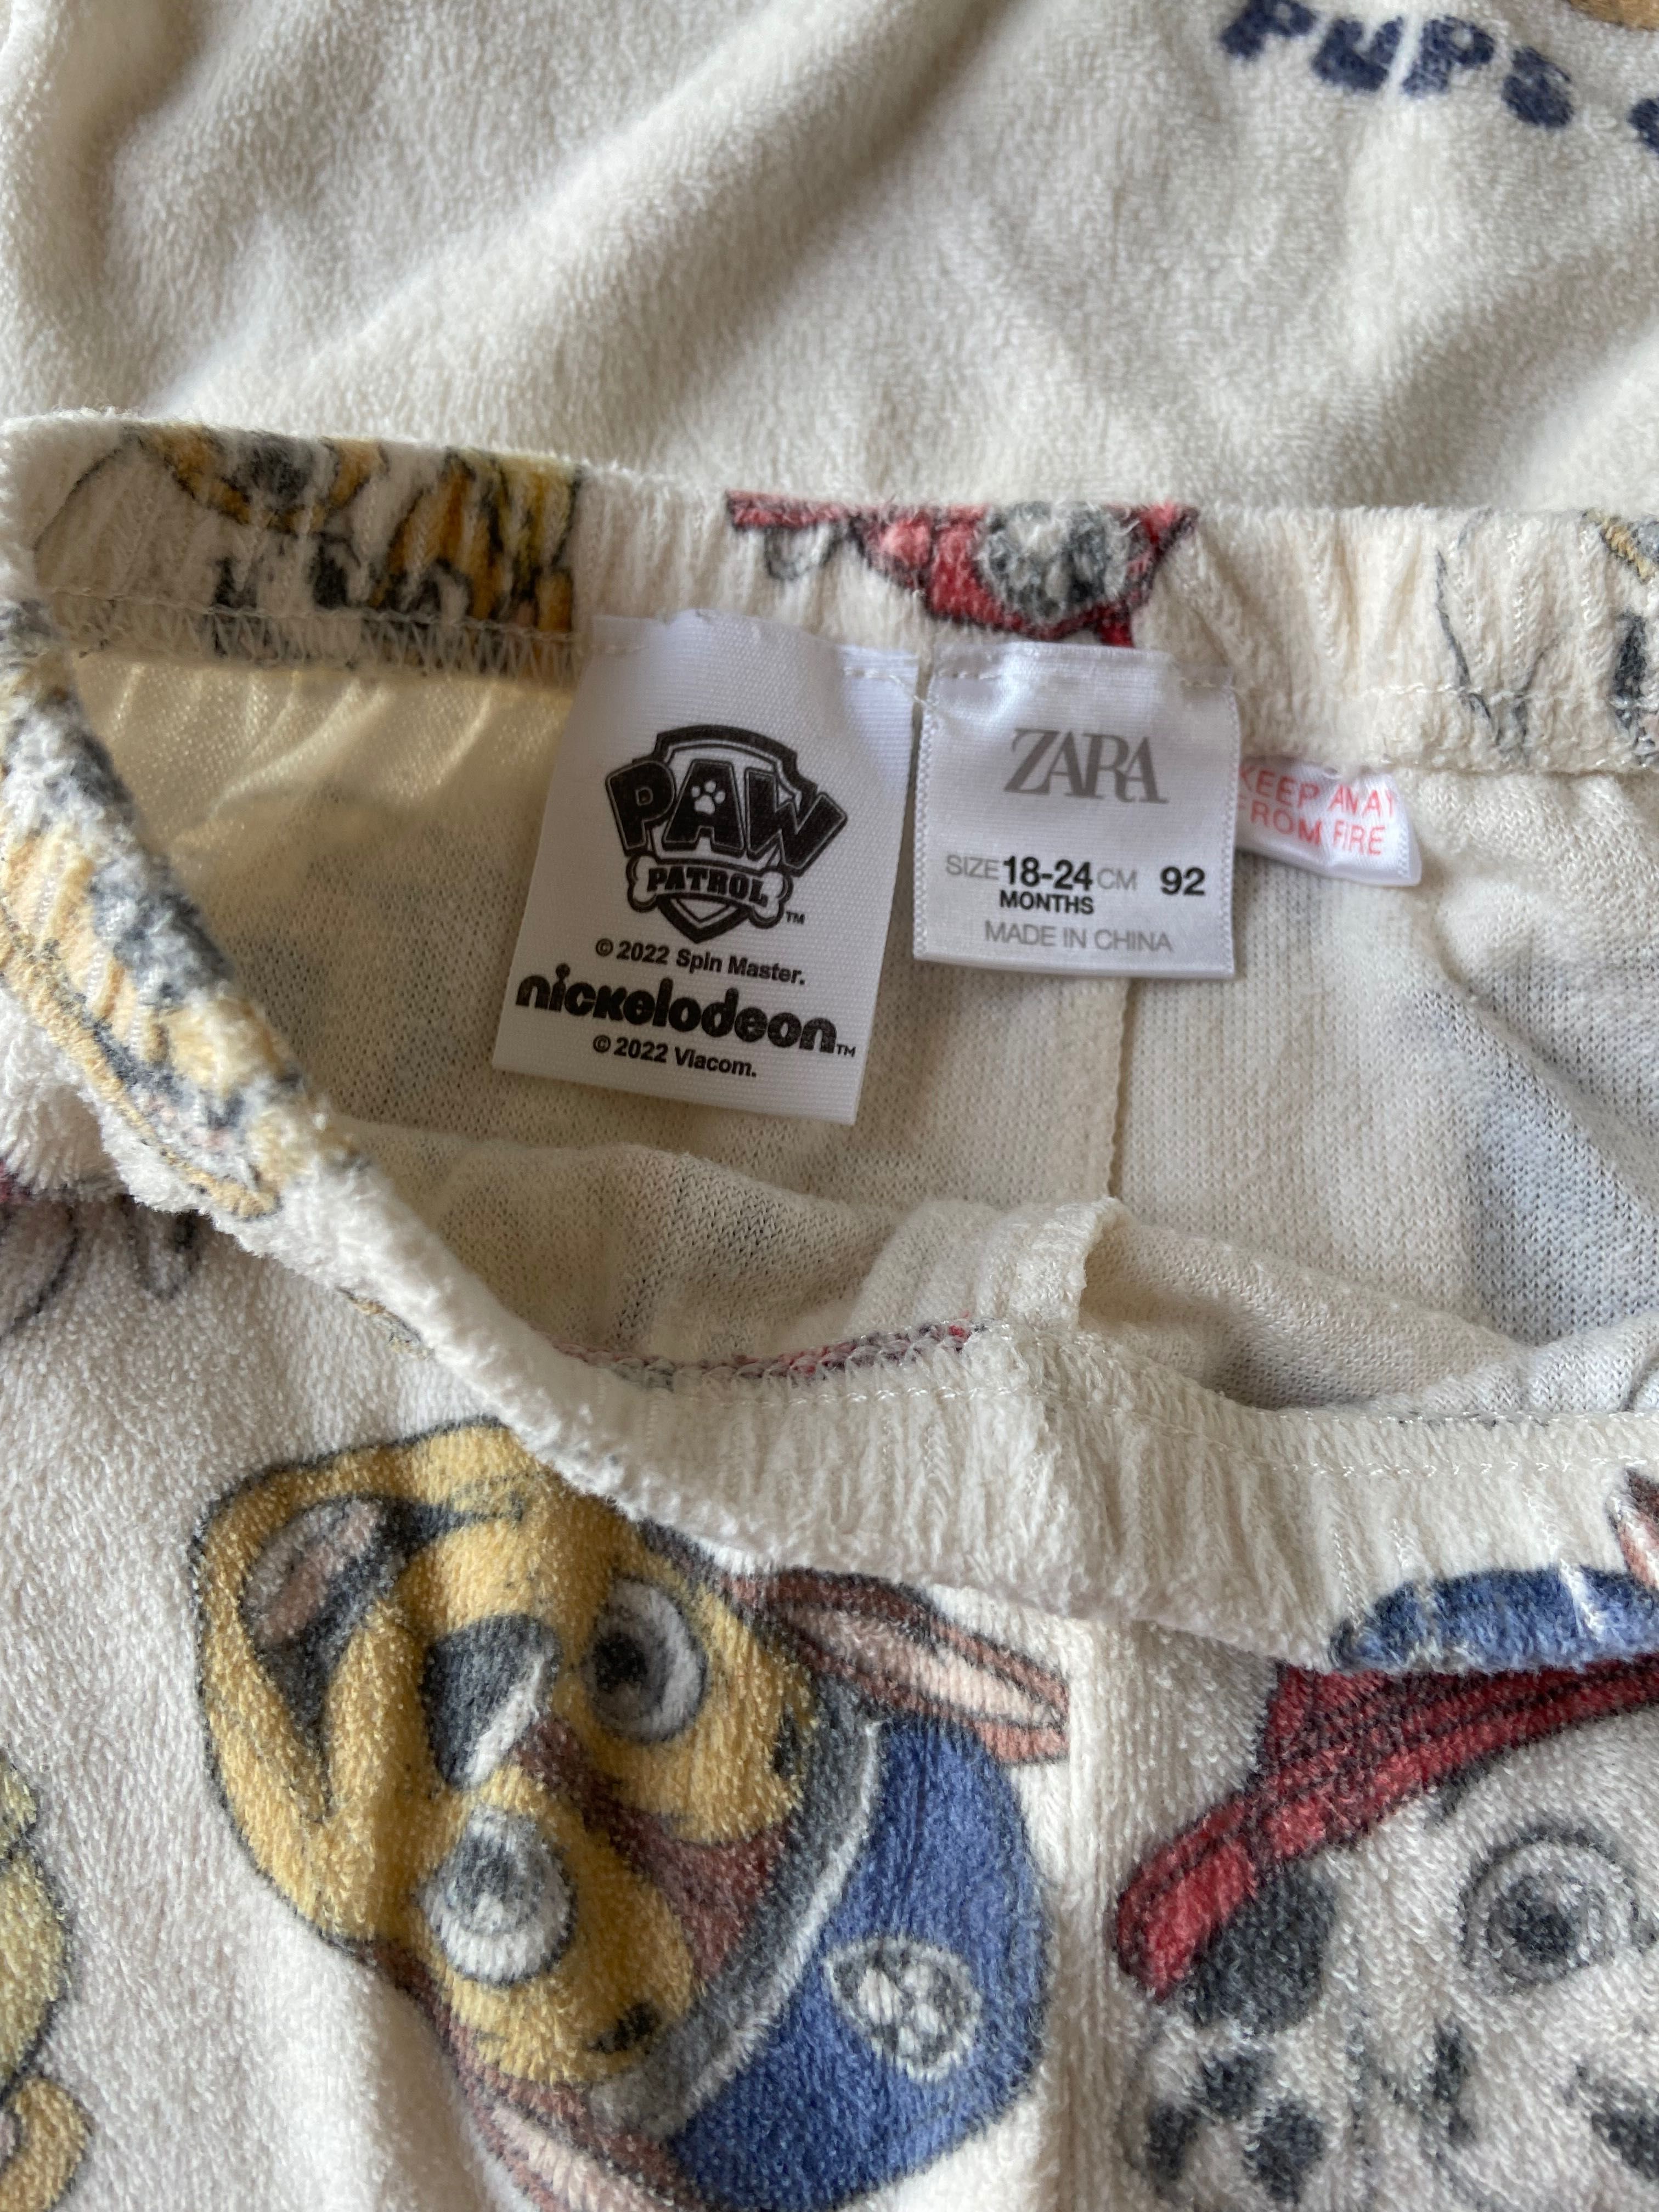 PUPS
PAW
PATROL
TM
© 2022 Spin Master.
nickelodeon TM
© 2022 Viacom.
ZARA
SIZE 18-24 CM 92
MONTHS
MADE IN CHINA
KEEP AWAY
FROM FIRE